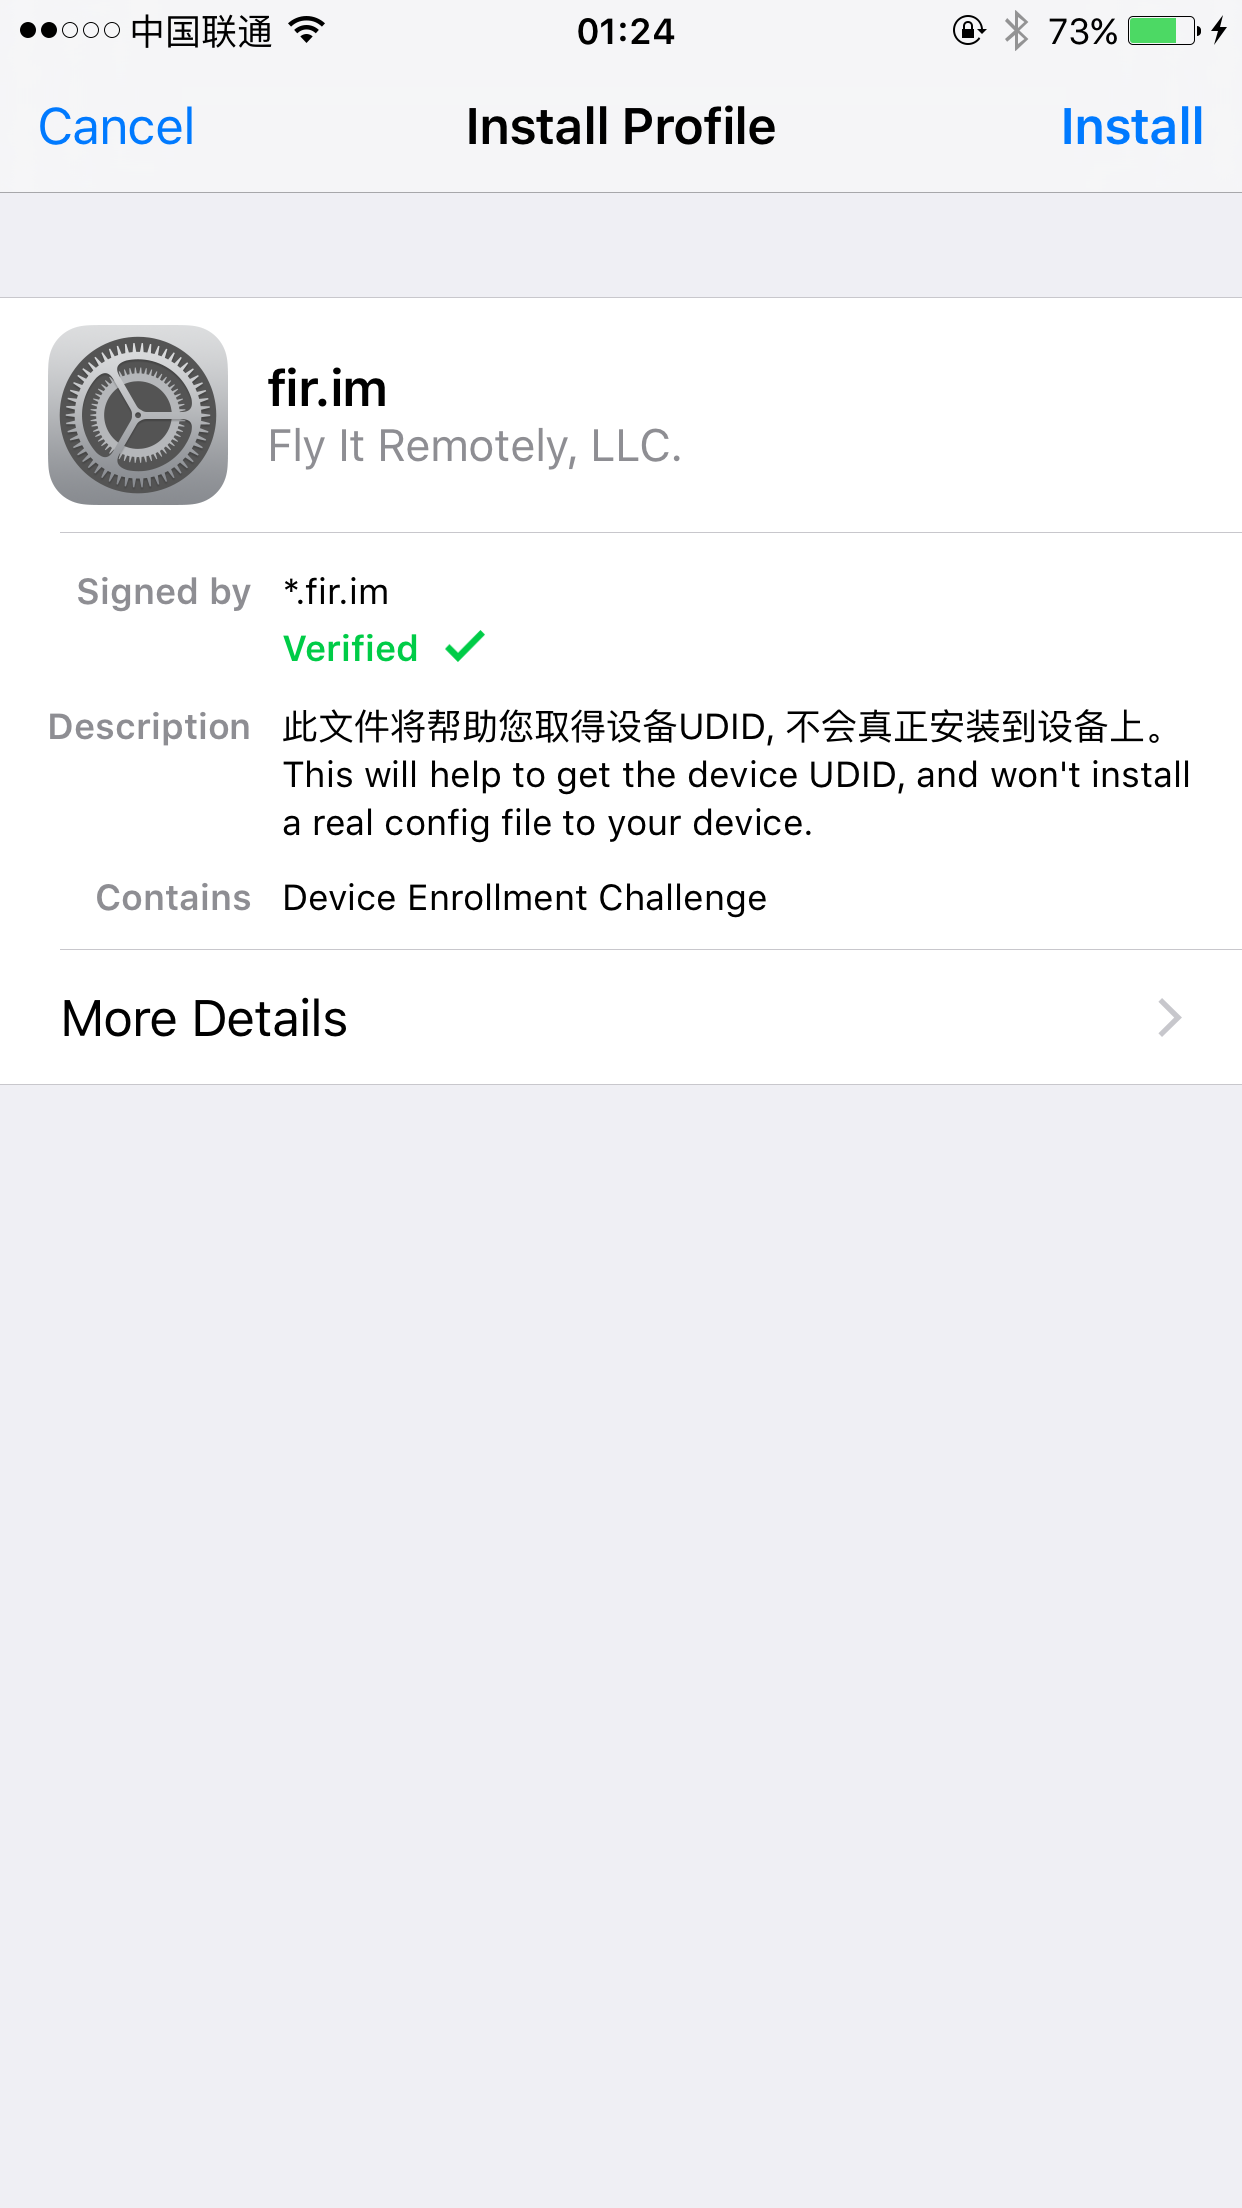 中国联通
01:24
73%
Cancel
Install Profile
Install
fir.im
Fly It Remotely, LLC.
Signed by
*.fir.im
Verified
Description
此文件将帮助您取得设备UDID, 不会真正安装到设备上。
This will help to get the device UDID, and won't install
a real config file to your device.
Contains
Device Enrollment Challenge
More Details